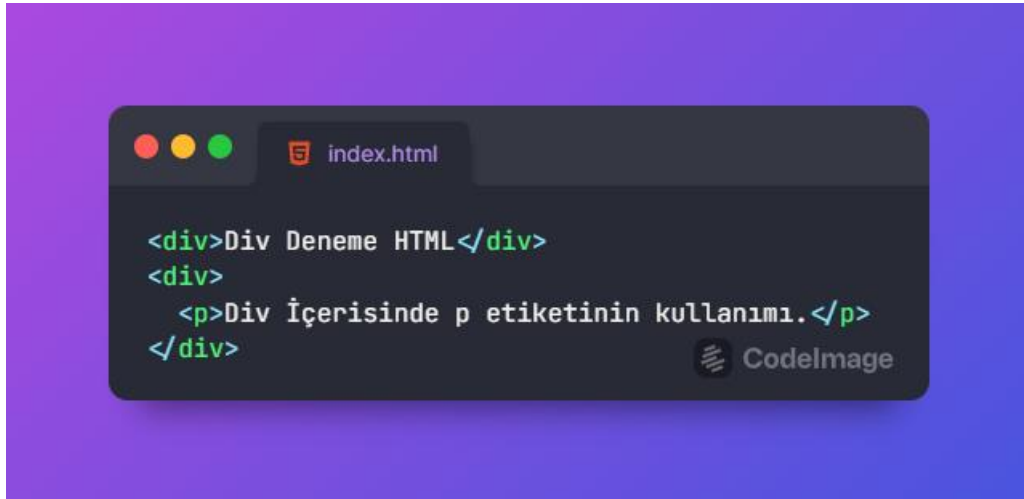 index.html
<div>Div Deneme HTML</div>
<div>
<p>Div İçerisinde p etiketinin kullanımı.</p>
</div>
CodeImage